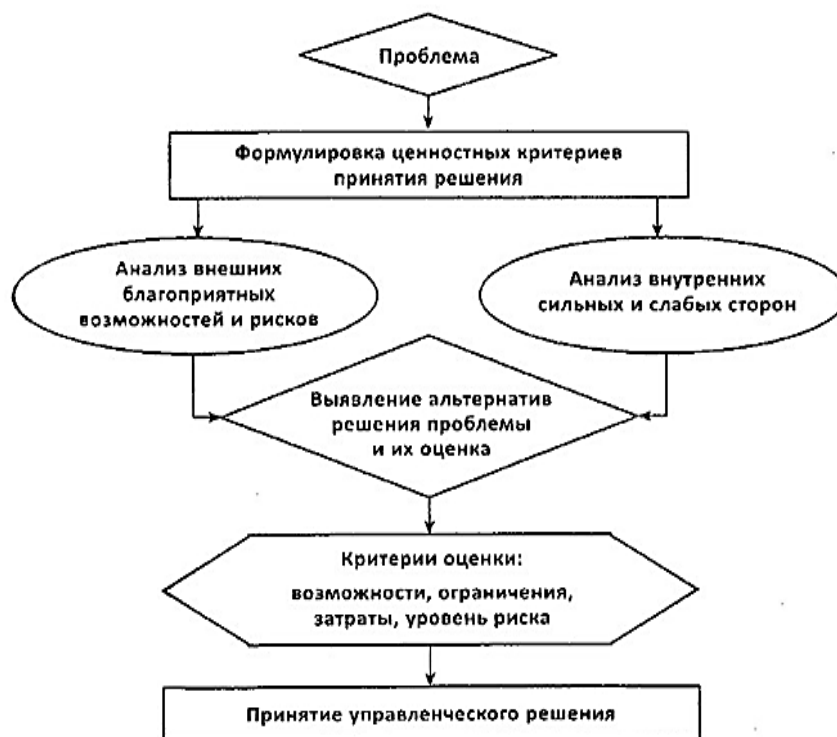 Проблема
Формулировка ценностных критериев
принятия решения
Анализ внешних
благоприятных
возможностей и рисков
Анализ внутренних
сильных и слабых сторон
Выявление альтернатив
решения проблемы
и их оценка
Критерии оценки:
возможности, ограничения,
затраты, уровень риска
Принятие управленческого решения